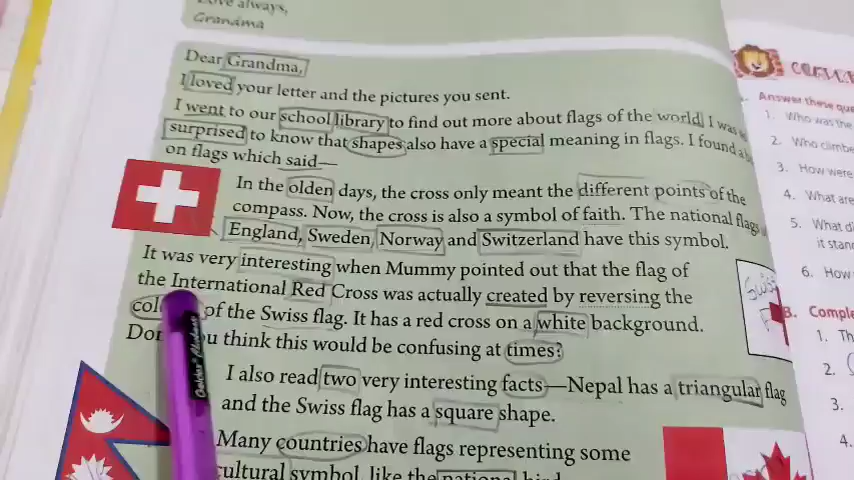 Love always,
Grandma
Dear Grandma,
I loved your letter and the pictures you sent.
I went to our school library to find out more about flags of the world. I was
surprised to know that shapes also have a special meaning in flags. I found a
on flags which said—
In the olden days, the cross only meant the different points of the
compass. Now, the cross is also a symbol of faith. The national flags
England, Sweden, Norway and Switzerland have this symbol.
It was very interesting when Mummy pointed out that the flag of
the International Red Cross was actually created by reversing the
of the Swiss flag. It has a red cross on a white background.
think this would be confusing at times?
I also read two very interesting facts—Nepal has a triangular flag
and the Swiss flag has a square shape.
Many countries have flags representing some
cultural symbol, like the national bird
Answer these
1. Who was the
2. Who
3. How were
4. What are
5. What
it
6. How
Swiss
B.
1.
2.
3.
4.